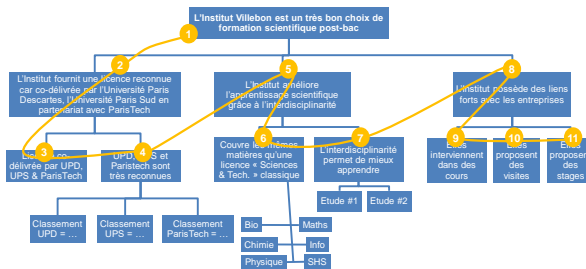 L'Institut Villebon est un très bon choix de
formation scientifique post-bac
1
2
L'Institut fournit une licence reconnue
car co-délivrée par l'Université Paris
Descartes, l'Université Paris Sud en
partenariat avec ParisTech
5
L'Institut améliore
l'apprentissage scientifique
grâce à l'interdisciplinarité
8
L'Institut possède des liens
forts avec les entreprises
3
co-
délivrée par UPD,
UPS & ParisTech
4
UPD, UPS et
Paristech sont
très reconnues
6
Couvre les mêmes
matières qu'une
licence « Sciences
& Tech. » classique
7
L'interdisciplinarité
permet de mieux
apprendre
9
Elles
interviennent
dans des
cours
10
Elles
proposent
des
visites
11
Elles
proposent
des
stages
Classement
UPD = …
Classement
UPS = …
Classement
ParisTech = …
Etude #1
Etude #2
Bio
Maths
Chimie
Info
Physique
SHS